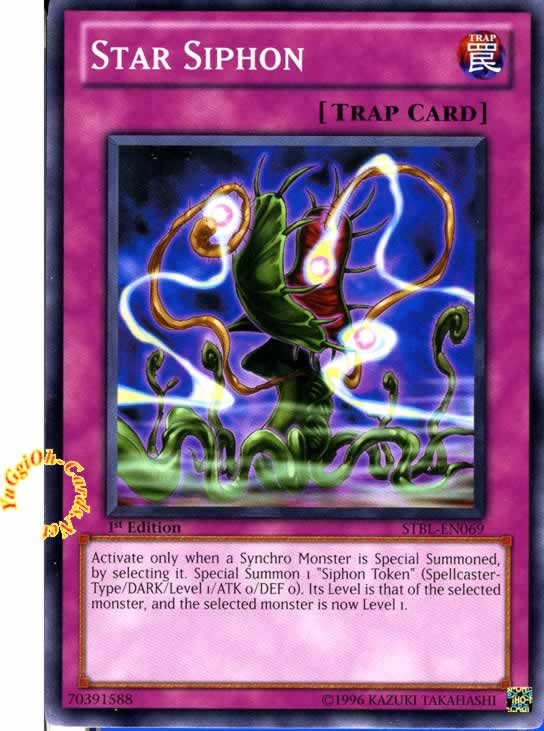 STAR SIPHON
TRAP
罠
[TRAP CARD]
YuGgiOh-Cards.Net
1st Edition
STBL-EN069
Activate only when a Synchro Monster is Special Summoned,
by selecting it. Special Summon 1 "Siphon Token" (Spellcaster-
Type/DARK/Level 1/ATK 0/DEF 0). Its Level is that of the selected
monster, and the selected monster is now Level 1.
70391588
©1996 KAZUKI TAKAHASHI